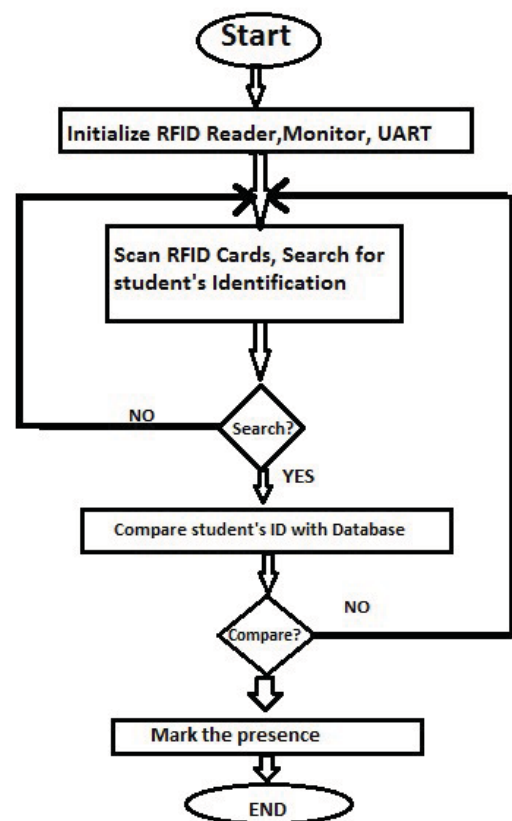 Start
Initialize RFID Reader,Monitor, UART
Scan RFID Cards, Search for
student's Identification
NO
Search?
YES
Compare student's ID with Database
NO
Compare?
Mark the presence
END